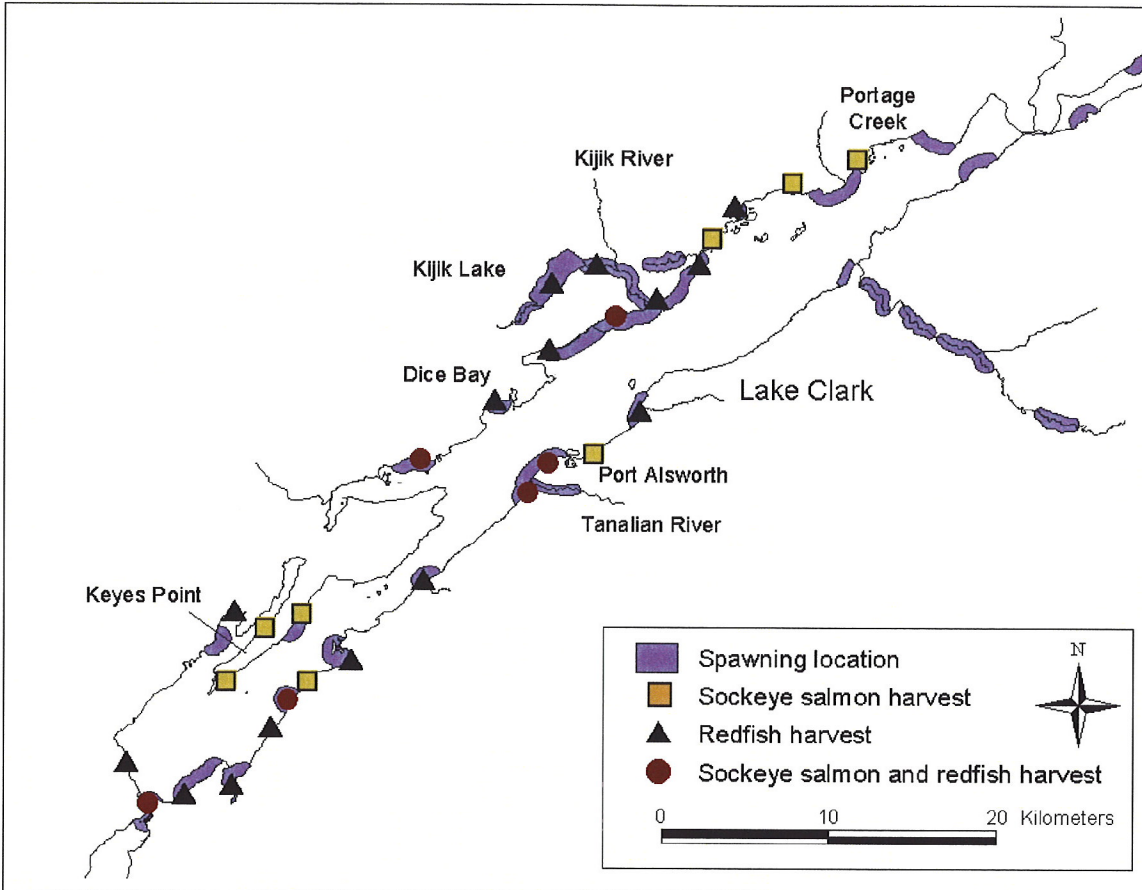 Portage
Creek
Kijik River
Kijik Lake
Dice Bay
Lake Clark
Port Alsworth
Tanalian River
Keyes Point
Spawning location
Sockeye salmon harvest
Redfish harvest
Sockeye salmon and redfish harvest
N
0 10 20 Kilometers